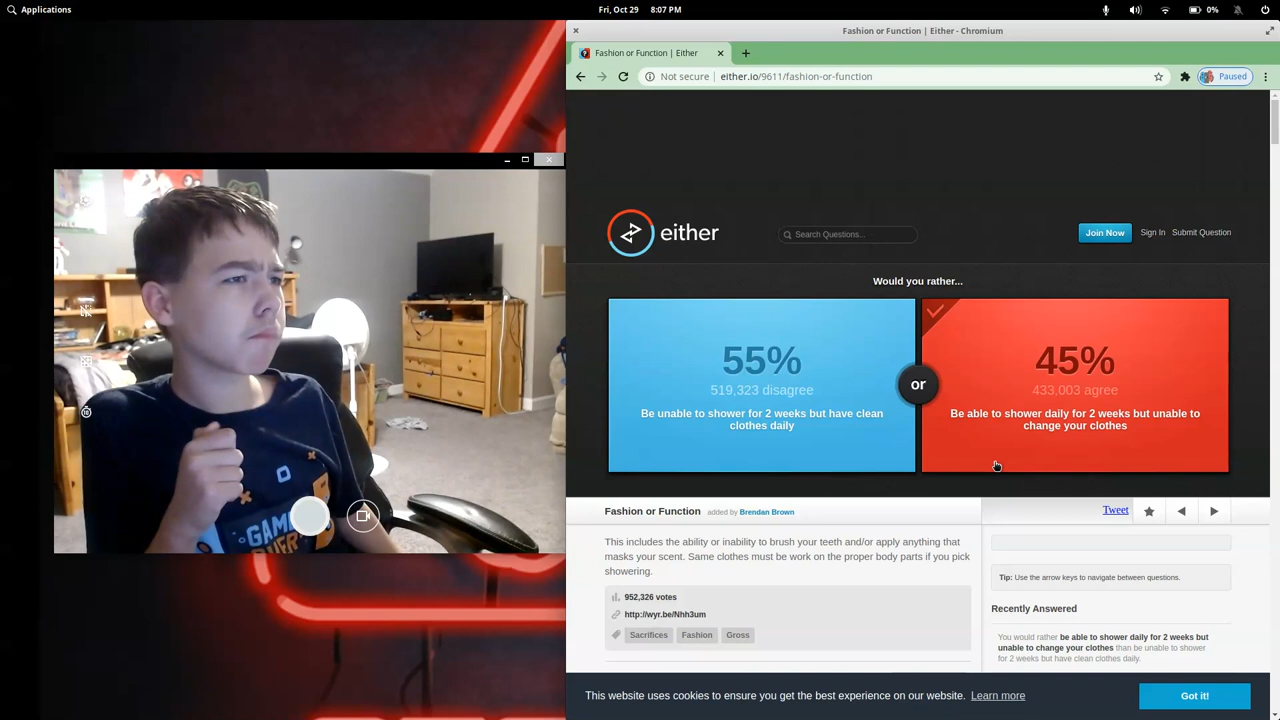 Applications
Fri, Oct 29 8:07 PM
0%
Fashion or Function | Either - Chromium
Fashion or Function | Either
Not secure | either.io/9611/fashion-or-function
Paused
either
Search Questions...
Join Now
Sign In
Submit Question
Would you rather...
55%
519,323 disagree
Be unable to shower for 2 weeks but have clean
clothes daily
or
45%
433,003 agree
Be able to shower daily for 2 weeks but unable to
change your clothes
Fashion or Function added by Brendan Brown
Tweet
This includes the ability or inability to brush your teeth and/or apply anything that
masks your scent. Same clothes must be work on the proper body parts if you pick
showering.
952,326 votes
http://wyr.be/Nhh3um
Sacrifices
Fashion
Gross
Tip: Use the arrow keys to navigate between questions.
Recently Answered
You would rather be able to shower daily for 2 weeks but
unable to change your clothes than be unable to shower
for 2 weeks but have clean clothes daily.
This website uses cookies to ensure you get the best experience on our website. Learn more
Got it!